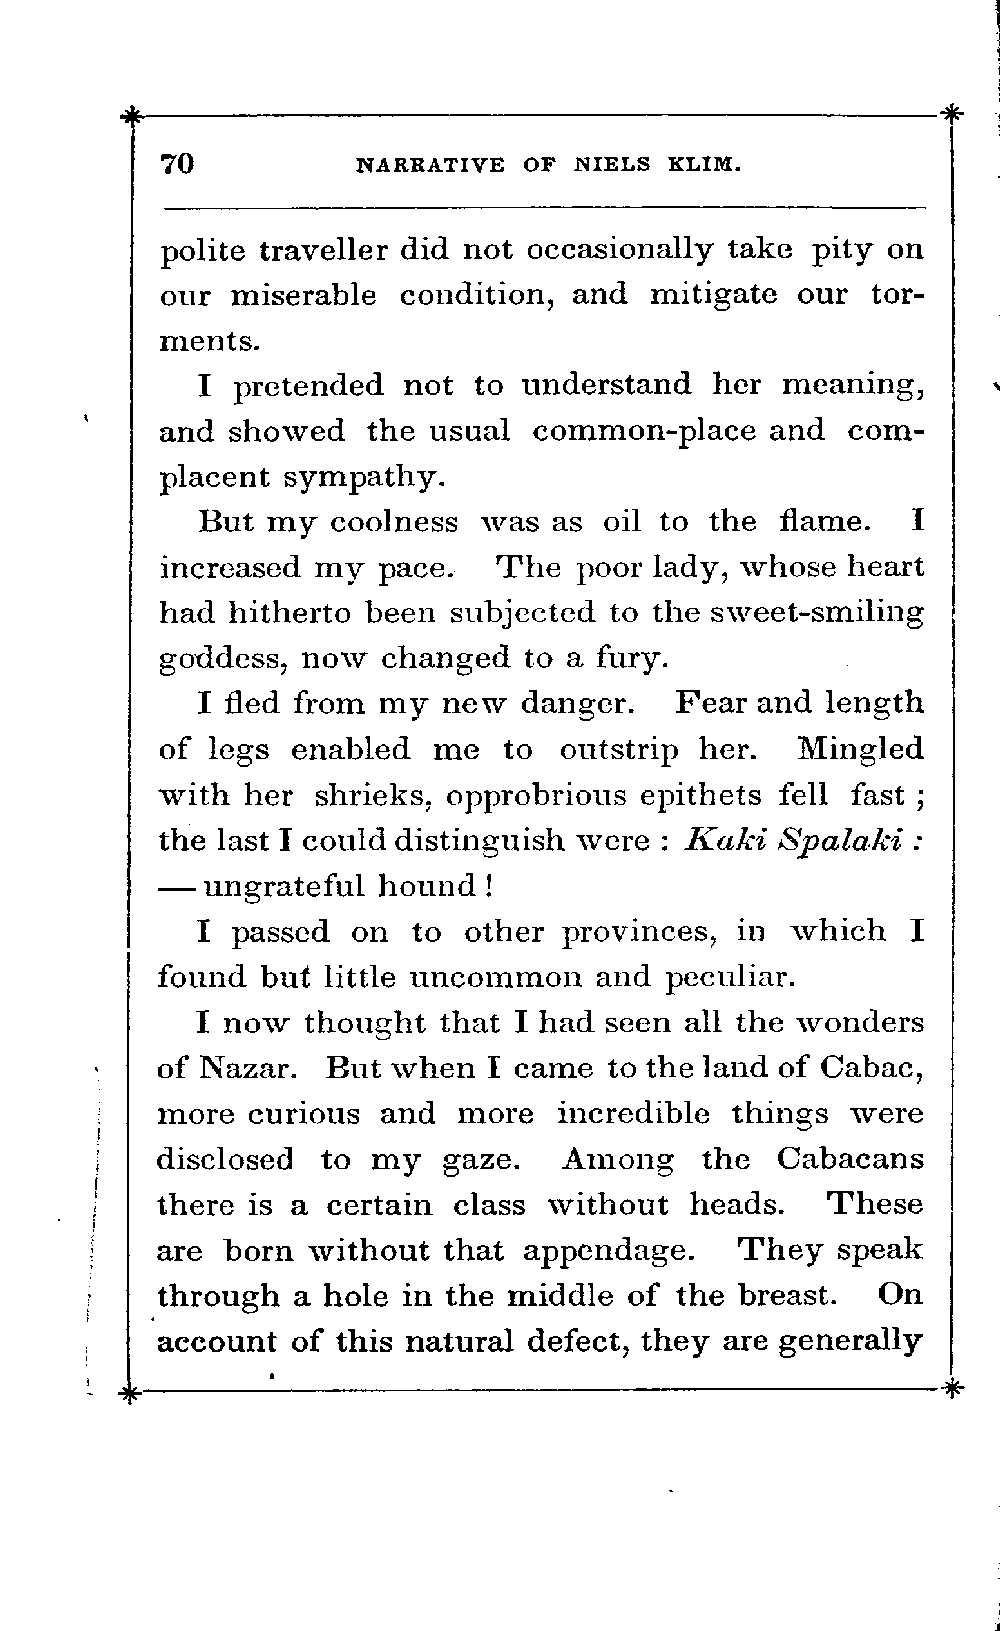 70 NARRATIVE OF NIELS KLIM.
polite traveller did not occasionally take pity on
our miserable condition, and mitigate our tor-
ments.
I pretended not to understand her meaning,
and showed the usual common-place and com-
placent sympathy.
But my coolness was as oil to the flame. I
increased my pace. The poor lady, whose heart
had hitherto been subjected to the sweet-smiling
goddess, now changed to a fury.
I fled from my new danger. Fear and length
of legs enabled me to outstrip her. Mingled
with her shrieks, opprobrious epithets fell fast ;
the last I could distinguish were : Kaki Spalaki :
— ungrateful hound !
I passed on to other provinces, in which I
found but little uncommon and peculiar.
I now thought that I had seen all the wonders
of Nazar. But when I came to the land of Cabac,
more curious and more incredible things were
disclosed to my gaze. Among the Cabacans
there is a certain class without heads. These
are born without that appendage. They speak
through a hole in the middle of the breast. On
account of this natural defect, they are generally